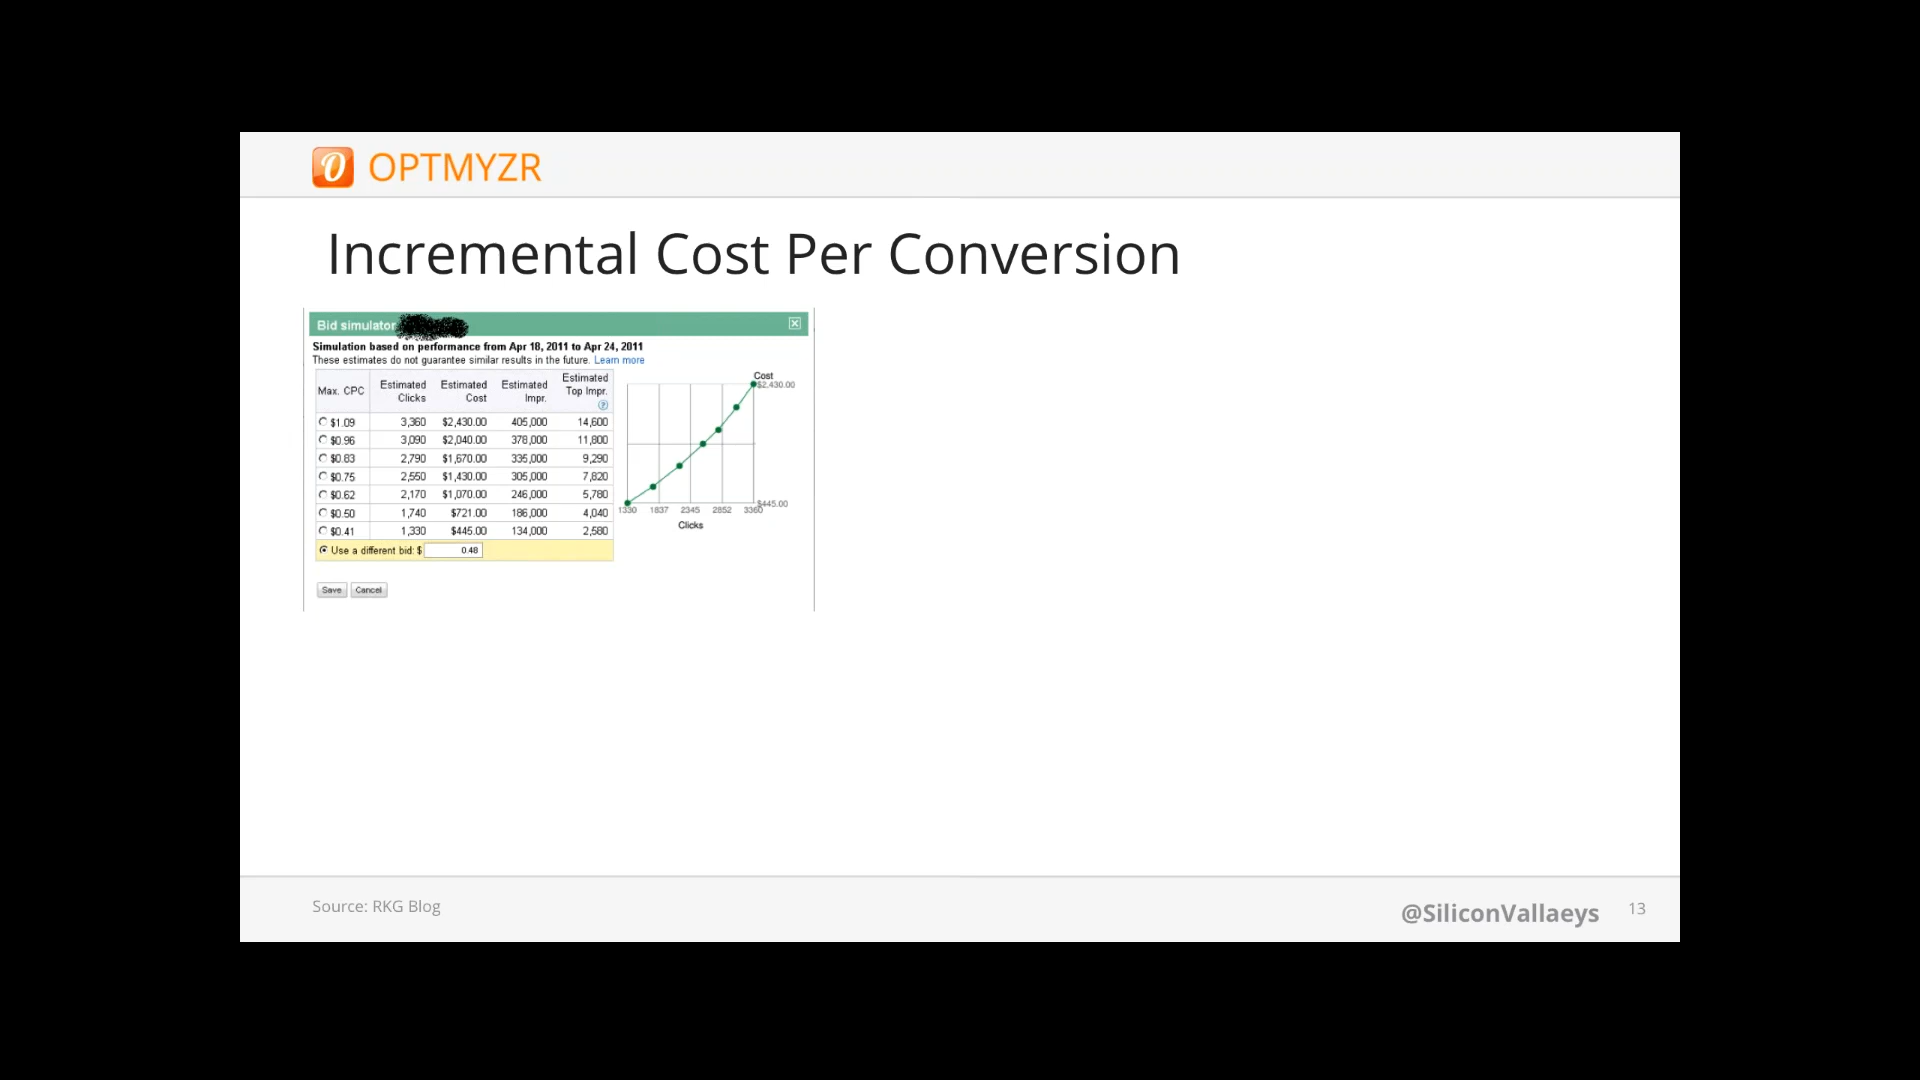 OPTMYZR
Incremental Cost Per Conversion
Bid simulator
Simulation based on performance from Apr 18, 2011 to Apr 24, 2011
These estimates do not guarantee similar results in the future. Learn more
Max. CPC Estimated Clicks Estimated Cost Estimated Impr. Estimated Top Impr. ?
$1.09 3,360 $2,430.00 405,000 14,600
$0.96 3,090 $2,040.00 378,000 11,800
$0.83 2,790 $1,670.00 335,000 9,290
$0.75 2,550 $1,430.00 305,000 7,820
$0.62 2,170 $1,070.00 246,000 5,780
$0.50 1,740 $721.00 186,000 4,040
$0.41 1,330 $445.00 134,000 2,580
Use a different bid: $ 0.48
Save Cancel
Cost
$2,430.00
$445.00
1330 1837 2345 2852 3360
Clicks
Source: RKG Blog
@SiliconVallaeys 13